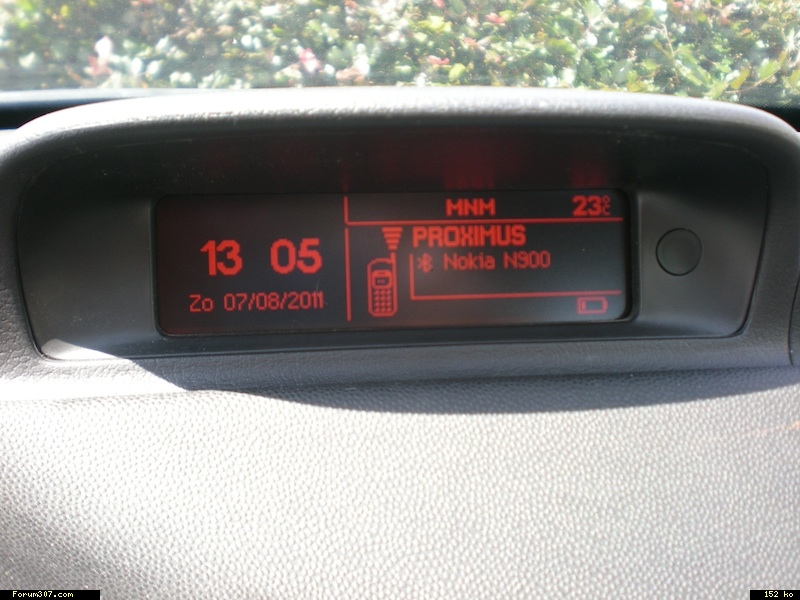 MNM 23°C
PROXIMUS
Nokia N900
13 05
Zo 07/08/2011
Forum307.com
152 ko